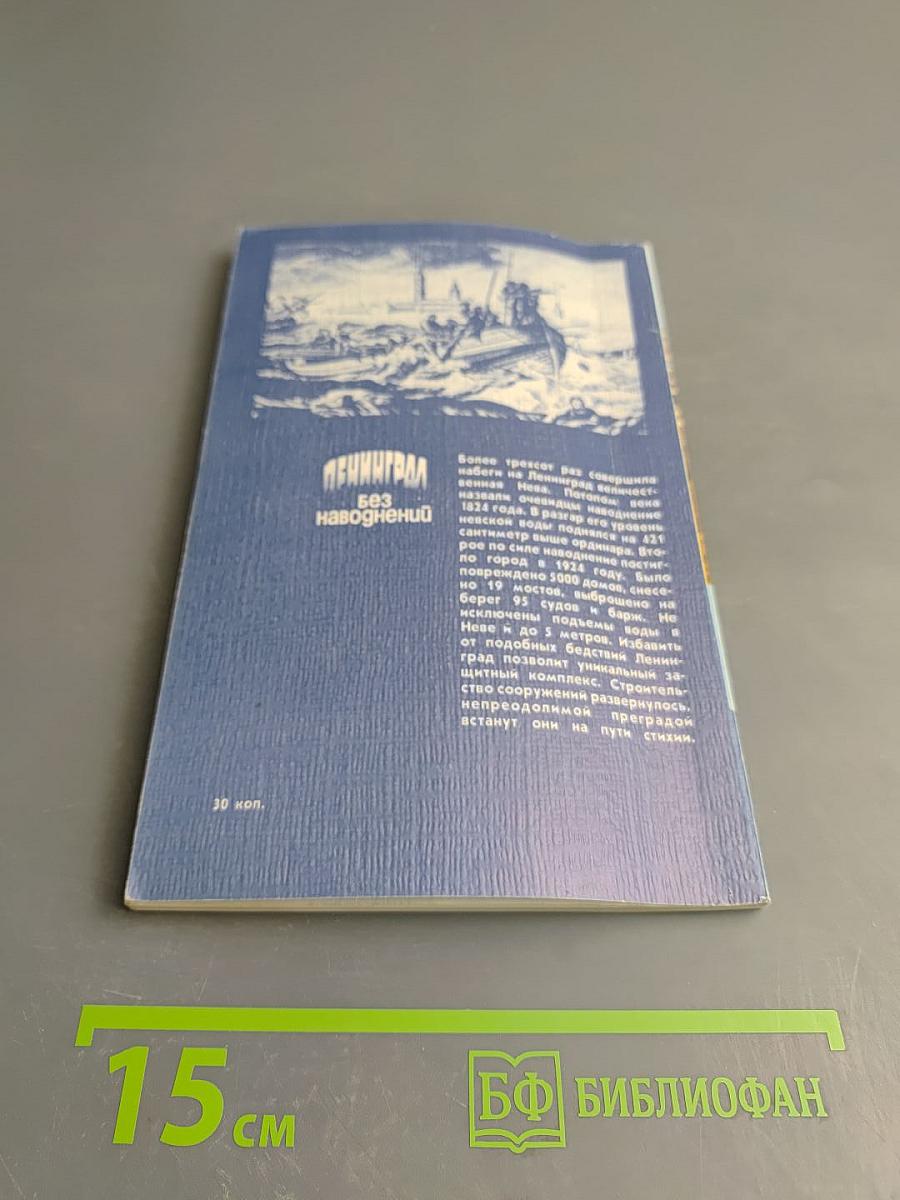 ЛЕНИНГРАД
без
наводнений
Более трехсот раз совершила
набеги на Ленинград величест-
венная Нева. Потопом века
назвали очевидцы наводнение
1824 года. В разгар его уровень
невской воды поднялся на 421
сантиметр выше ординара. Вто-
рое по силе наводнение постиг-
ло город в 1924 году. Было
повреждено 5000 домов, снесе-
но 19 мостов, выброшено на
берег 95 судов и барж. Не
исключены подъемы воды в
Неве и до 5 метров. Избавить
от подобных бедствий Ленин-
град позволит уникальный за-
щитный комплекс. Строитель-
ство сооружений развернулось.
непреодолимой преградой
встанут они на пути стихии.
30 коп.
15 см
БФ БИБЛИОФАН